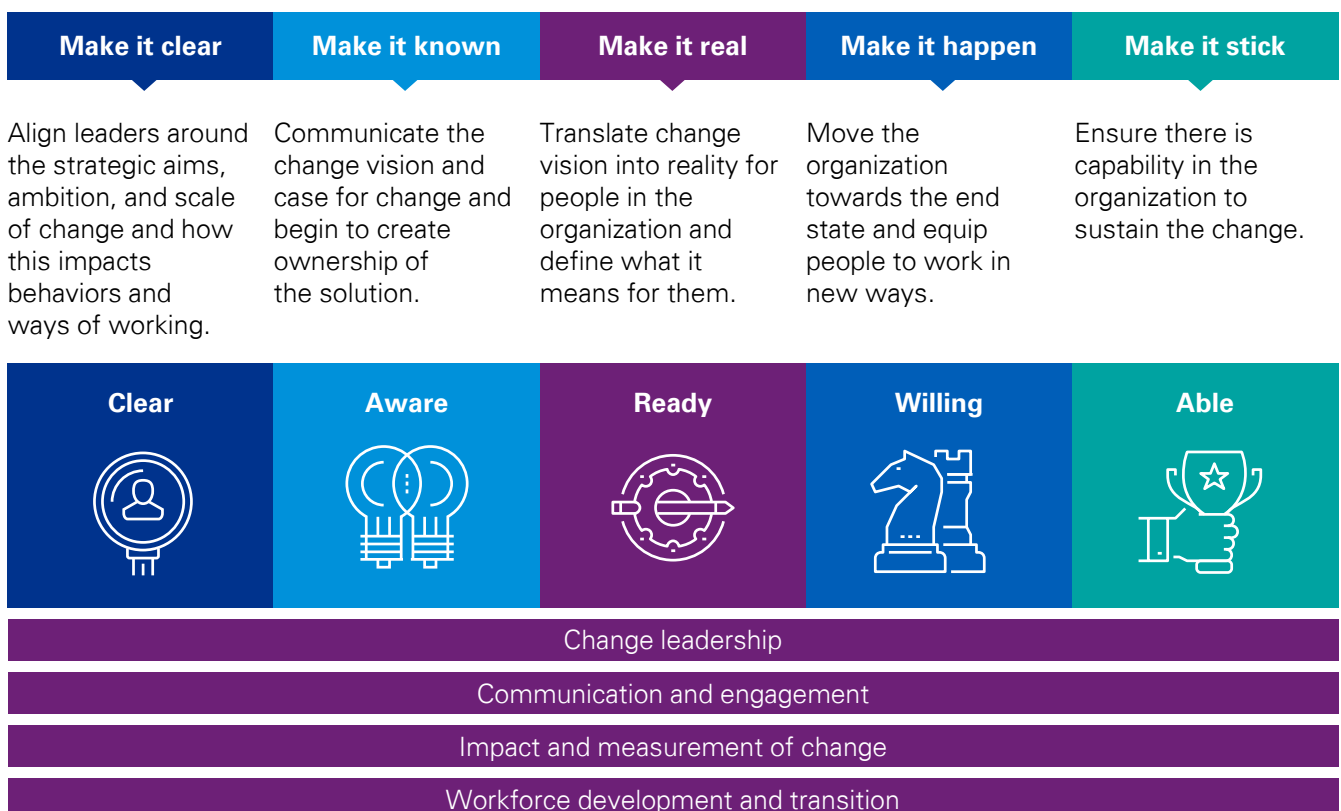 Make it clear
Make it known
Make it real
Make it happen
Make it stick
Align leaders around
the strategic aims,
ambition, and scale
of change and how
this impacts
behaviors and
ways of working.
Communicate the
change vision and
case for change and
begin to create
ownership of
the solution.
Translate change
vision into reality for
people in the
organization and
define what it
means for them.
Move the
organization
towards the end
state and equip
people to work in
new ways.
Ensure there is
capability in the
organization to
sustain the change.
Clear
Aware
Ready
Willing
Able
Change leadership
Communication and engagement
Impact and measurement of change
Workforce development and transition